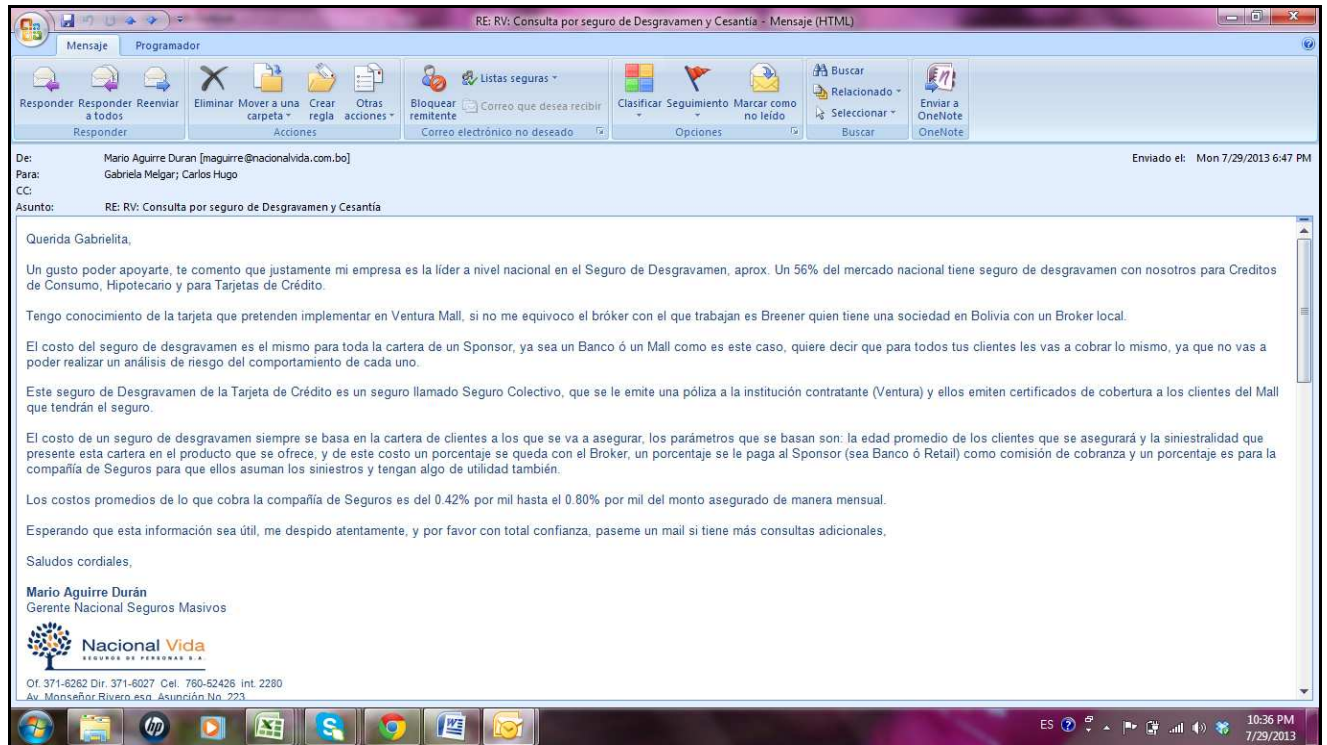 RE: RV: Consulta por seguro de Desgravamen y Cesantía - Mensaje (HTML)
Mensaje Programador
Responder Responder a todos Reenviar Eliminar Mover a una carpeta Crear regla Otras acciones Bloquear remitente Listas seguras Correo que desea recibir Clasificar Seguimiento Marcar como no leído Buscar Relacionado Seleccionar Enviar a OneNote
Responder Acciones Correo electrónico no deseado Opciones Buscar OneNote
De: Mario Aguirre Duran [maguirre@nacionalvida.com.bo] Enviado el: Mon 7/29/2013 6:47 PM
Para: Gabriela Melgar; Carlos Hugo
CC:
Asunto: RE: RV: Consulta por seguro de Desgravamen y Cesantía
Querida Gabrielita,
Un gusto poder apoyarte, te comento que justamente mi empresa es la líder a nivel nacional en el Seguro de Desgravamen, aprox. Un 56% del mercado nacional tiene seguro de desgravamen con nosotros para Creditos
de Consumo, Hipotecario y para Tarjetas de Crédito.
Tengo conocimiento de la tarjeta que pretenden implementar en Ventura Mall, si no me equivoco el bróker con el que trabajan es Breener quien tiene una sociedad en Bolivia con un Broker local.
El costo del seguro de desgravamen es el mismo para toda la cartera de un Sponsor, ya sea un Banco ó un Mall como es este caso, quiere decir que para todos tus clientes les vas a cobrar lo mismo, ya que no vas a
poder realizar un análisis de riesgo del comportamiento de cada uno.
Este seguro de Desgravamen de la Tarjeta de Crédito es un seguro llamado Seguro Colectivo, que se le emite una póliza a la institución contratante (Ventura) y ellos emiten certificados de cobertura a los clientes del Mall
que tendrán el seguro.
El costo de un seguro de desgravamen siempre se basa en la cartera de clientes a los que se va a asegurar, los parámetros que se basan son: la edad promedio de los clientes que se asegurará y la siniestralidad que
presente esta cartera en el producto que se ofrece, y de este costo un porcentaje se queda con el Broker, un porcentaje se le paga al Sponsor (sea Banco ó Retail) como comisión de cobranza y un porcentaje es para la
compañía de Seguros para que ellos asuman los siniestros y tengan algo de utilidad también.
Los costos promedios de lo que cobra la compañía de Seguros es del 0.42% por mil hasta el 0.80% por mil del monto asegurado de manera mensual.
Esperando que esta información sea útil, me despido atentamente, y por favor con total confianza, paseme un mail si tiene más consultas adicionales,
Saludos cordiales,
Mario Aguirre Durán
Gerente Nacional Seguros Masivos
Nacional Vida
SEGUROS DE PERSONAS S.A.
Of. 371-6262 Dir. 371-6027 Cel. 760-52426 int. 2280
Av. Monseñor Rivero esq. Asunción No. 223
ES 10:36 PM
7/29/2013